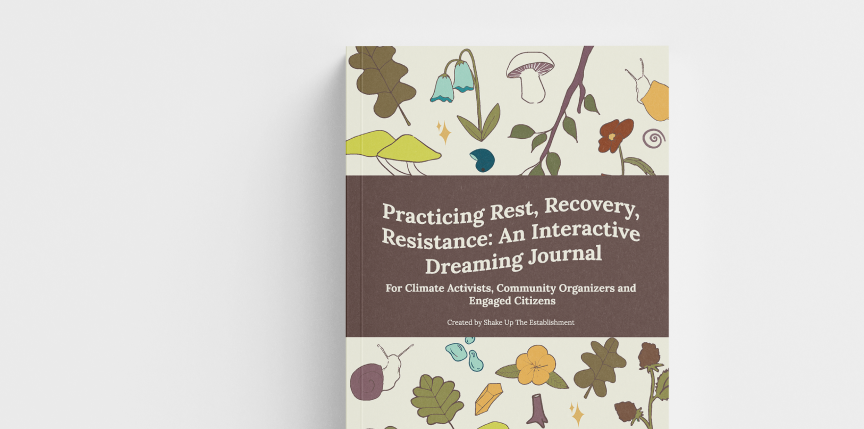 Practicing Rest, Recovery,
Resistance: An Interactive
Dreaming Journal
For Climate Activists, Community Organizers and
Engaged Citizens
Created by Shake Up The Establishment